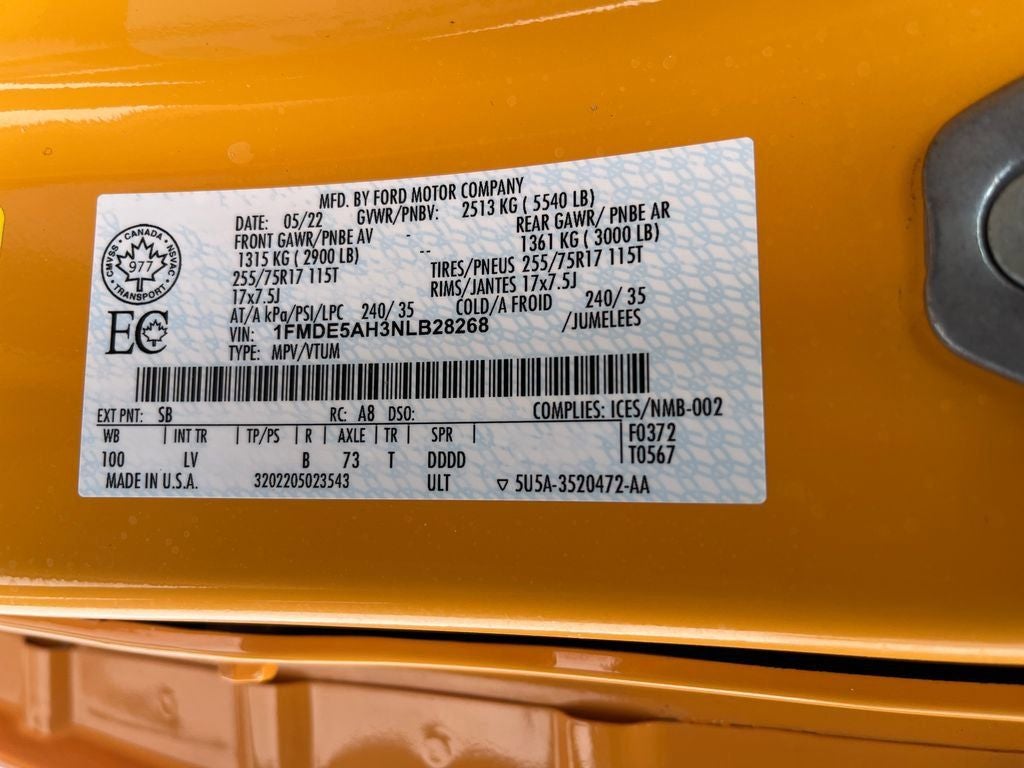 MFD. BY FORD MOTOR COMPANY
DATE: 05/22 GVWR/PNBV: 2513 KG ( 5540 LB)
FRONT GAWR/PNBE AV - REAR GAWR/ PNBE AR
1315 KG ( 2900 LB) -- 1361 KG ( 3000 LB)
255/75R17 115T TIRES/PNEUS 255/75R17 115T
17x7.5J RIMS/JANTES 17x7.5J
AT/A kPa/PSI/LPC 240/ 35 COLD/A FROID 240/ 35
VIN: 1FMDE5AH3NLB28268 /JUMELEES
TYPE: MPV/VTUM
CANADA
CMVSS NSVAC
977
TRANSPORT
EC
EXT PNT: SB RC: A8 DSO: COMPLIES: ICES/NMB-002
WB | INT TR | TP/PS | R | AXLE | TR | SPR | F0372
100 LV B 73 T DDDD T0567
MADE IN U.S.A. 3202205023543 ULT ▽ 5U5A-3520472-AA